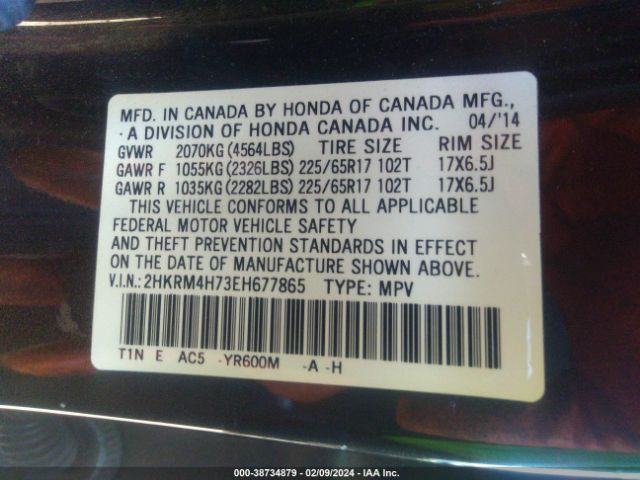 MFD. IN CANADA BY HONDA OF CANADA MFG.,
A DIVISION OF HONDA CANADA INC. 04/'14
GVWR 2070KG (4564LBS) TIRE SIZE RIM SIZE
GAWR F 1055KG (2326LBS) 225/65R17 102T 17X6.5J
GAWR R 1035KG (2282LBS) 225/65R17 102T 17X6.5J
THIS VEHICLE CONFORMS TO ALL APPLICABLE
FEDERAL MOTOR VEHICLE SAFETY
AND THEFT PREVENTION STANDARDS IN EFFECT
ON THE DATE OF MANUFACTURE SHOWN ABOVE.
V.I.N.: 2HKRM4H73EH677865 TYPE: MPV
T1N E AC5 -YR600M -A -H
000-38734879 - 02/09/2024 - IAA Inc.